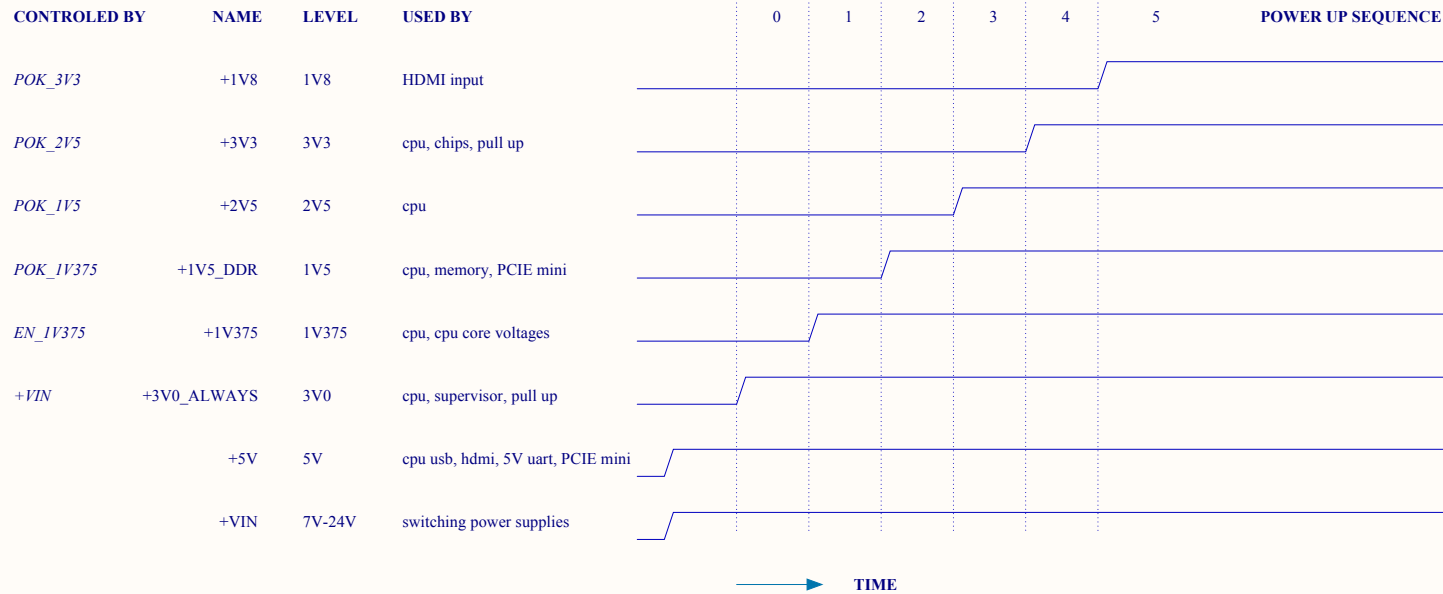 CONTROLED BY NAME LEVEL USED BY 0 1 2 3 4 5 POWER UP SEQUENCE
POK_3V3 +1V8 1V8 HDMI input
POK_2V5 +3V3 3V3 cpu, chips, pull up
POK_1V5 +2V5 2V5 cpu
POK_1V375 +1V5_DDR 1V5 cpu, memory, PCIE mini
EN_1V375 +1V375 1V375 cpu, cpu core voltages
+VIN +3V0_ALWAYS 3V0 cpu, supervisor, pull up
+5V 5V cpu usb, hdmi, 5V uart, PCIE mini
+VIN 7V-24V switching power supplies
TIME